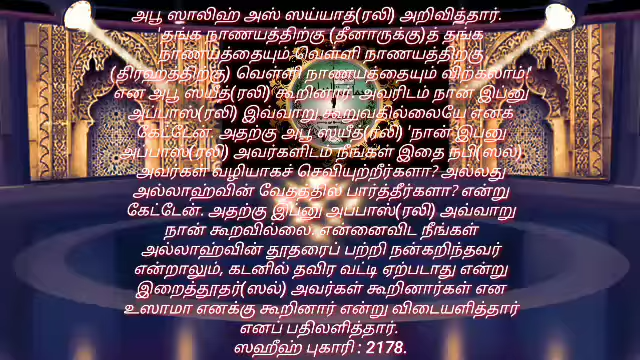 அபூ ஸாலிஹ் அஸ் ஸய்யாத்(ரலி) அறிவித்தார்.
'தங்க நாணயத்திற்கு (தீனாருக்கு)த் தங்க
நாணயத்தையும் வெள்ளி நாணயத்திற்கு
(திர்ஹத்திற்கு) வெள்ளி நாணயத்தையும் விற்கலாம்!'
என அபூ ஸயீத்(ரலி) கூறினார். அவரிடம் நான் இப்னு
அப்பாஸ்(ரலி) இவ்வாறு கூறுவதில்லையே எனக்
கேட்டேன். அதற்கு அபூ ஸயீத்(ரலி) 'நான் இப்னு
அப்பாஸ்(ரலி) அவர்களிடம் நீங்கள் இதை நபி(ஸல்)
அவர்கள் வழியாகச் செவியுற்றீர்களா? அல்லது
அல்லாஹ்வின் வேதத்தில் பார்த்தீர்களா? என்று
கேட்டேன். அதற்கு இப்னு அப்பாஸ்(ரலி) அவ்வாறு
நான் கூறவில்லை. என்னைவிட நீங்கள்
அல்லாஹ்வின் தூதரைப் பற்றி நன்கறிந்தவர்
என்றாலும், கடனில் தவிர வட்டி ஏற்படாது என்று
இறைத்தூதர்(ஸல்) அவர்கள் கூறினார்கள் என
உஸாமா எனக்கு கூறினார் என்று விடையளித்தார்
எனப் பதிலளித்தார்.
ஸஹீஹ் புகாரி : 2178.